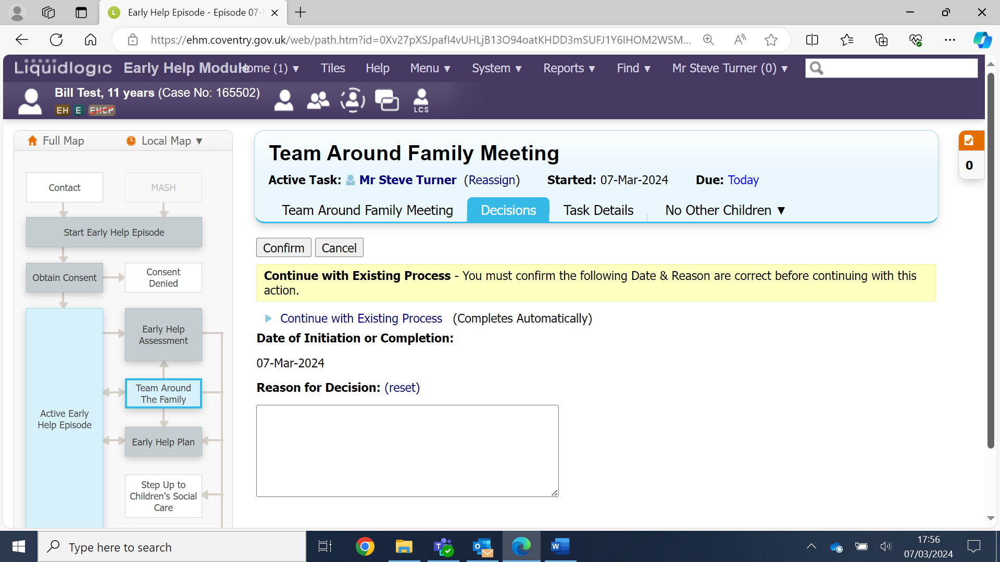 Early Help Episode - Episode 07-
https://ehm.coventry.gov.uk/web/path.htm?id=0Xv27pXSJpafI4vUHLjB13O94oatKHDD3mSUFJ1Y6IHOM2WSM...
Liquidlogic Early Help Module ome (1) ▼ Tiles Help Menu ▼ System ▼ Reports ▼ Find ▼ Mr Steve Turner (0) ▼
Bill Test, 11 years (Case No: 165502)
EH E EHCP
LCS
Full Map Local Map ▼
Contact
MASH
Start Early Help Episode
Obtain Consent
Consent
Denied
Early Help
Assessment
Team Around
The Family
Active Early
Help Episode
Early Help Plan
Step Up to
Children's Social
Care
Team Around Family Meeting
Active Task: Mr Steve Turner (Reassign) Started: 07-Mar-2024 Due: Today
Team Around Family Meeting Decisions Task Details No Other Children ▼
0
Confirm Cancel
Continue with Existing Process - You must confirm the following Date & Reason are correct before continuing with this
action.
Continue with Existing Process (Completes Automatically)
Date of Initiation or Completion:
07-Mar-2024
Reason for Decision: (reset)
Type here to search
17:56
07/03/2024